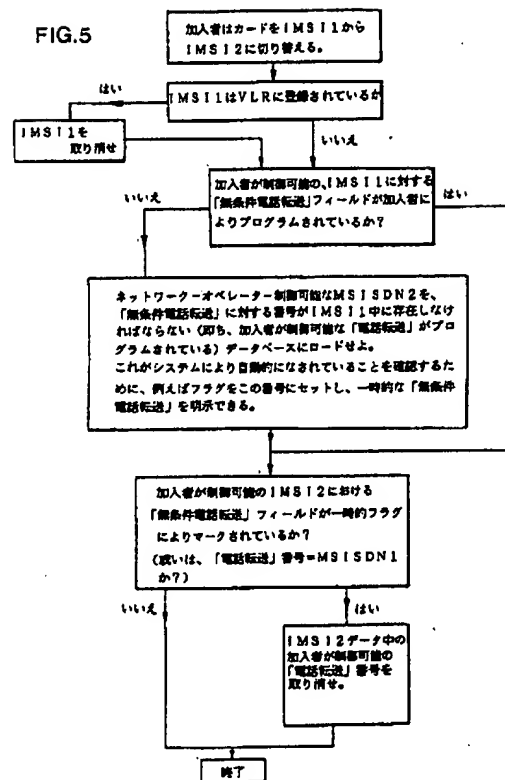 FIG.5
加入者はカードをIMSI1から
IMSI2に切り替える。
はい
IMSI1はVLRに登録されているか
IMSI1を
取り消せ
いいえ
加入者が制御可能の、IMSI1に対する
「無条件電話転送」フィールドが加入者に
よりプログラムされているか？
いいえ
はい
ネットワークーオペレーター制御可能なMSISDN2を、
「無条件電話転送」に対する番号がIMSI1中に存在しなけ
ればならない（即ち、加入者が制御可能な「電話転送」がプロ
グラムされている）データベースにロードせよ。
これがシステムにより自動的になされていることを確認するた
めに、例えばフラグをこの番号にセットし、一時的な「無条件
電話転送」を明示できる。
加入者が制御可能のIMSI2における
「無条件電話転送」フィールドが一時的フラグ
によりマークされているか？
（或いは、「電話転送」番号=MSISDN1
か？）
いいえ
はい
IMSI2データ中の
加入者が制御可能の
「電話転送」番号を
取り消せ。
終了